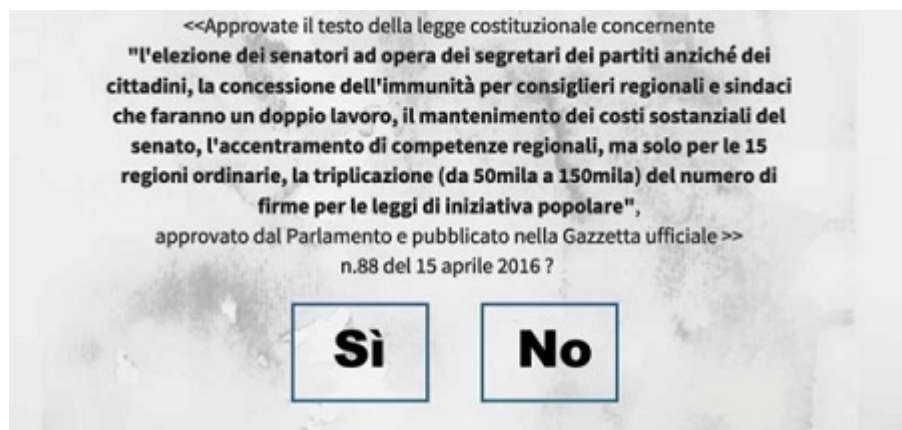 <<Approvate il testo della legge costituzionale concernente
"l'elezione dei senatori ad opera dei segretari dei partiti anziché dei
cittadini, la concessione dell'immunità per consiglieri regionali e sindaci
che faranno un doppio lavoro, il mantenimento dei costi sostanziali del
senato, l'accentramento di competenze regionali, ma solo per le 15
regioni ordinarie, la triplicazione (da 50mila a 150mila) del numero di
firme per le leggi di iniziativa popolare",
approvato dal Parlamento e pubblicato nella Gazzetta ufficiale >>
n.88 del 15 aprile 2016 ?
Sì No